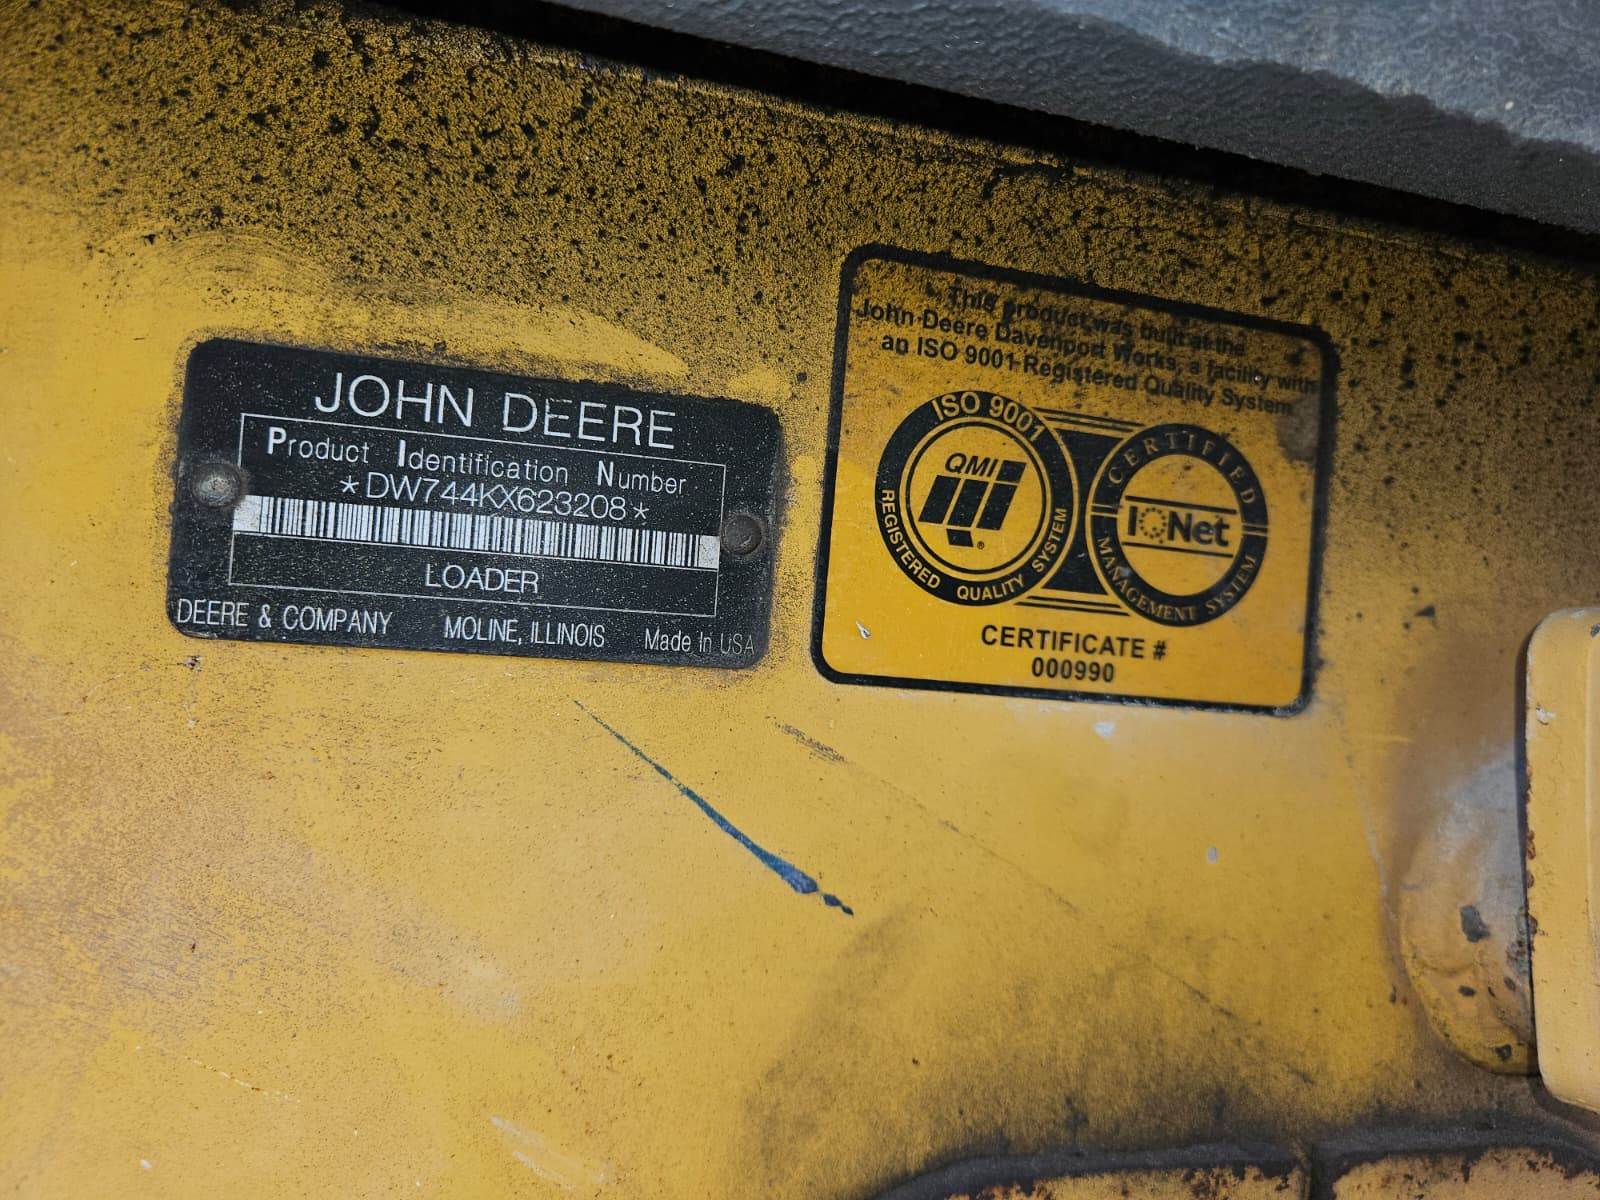 JOHN DEERE
Product Identification Number
*DW744KX623208*
LOADER
DEERE & COMPANY MOLINE, ILLINOIS Made In USA
This product was built at the
John Deere Davenport Works, a facility with
an ISO 9001 Registered Quality System
ISO 9001
QMI
REGISTERED QUALITY SYSTEM
CERTIFIED
IQNet
MANAGEMENT SYSTEM
CERTIFICATE #
000990